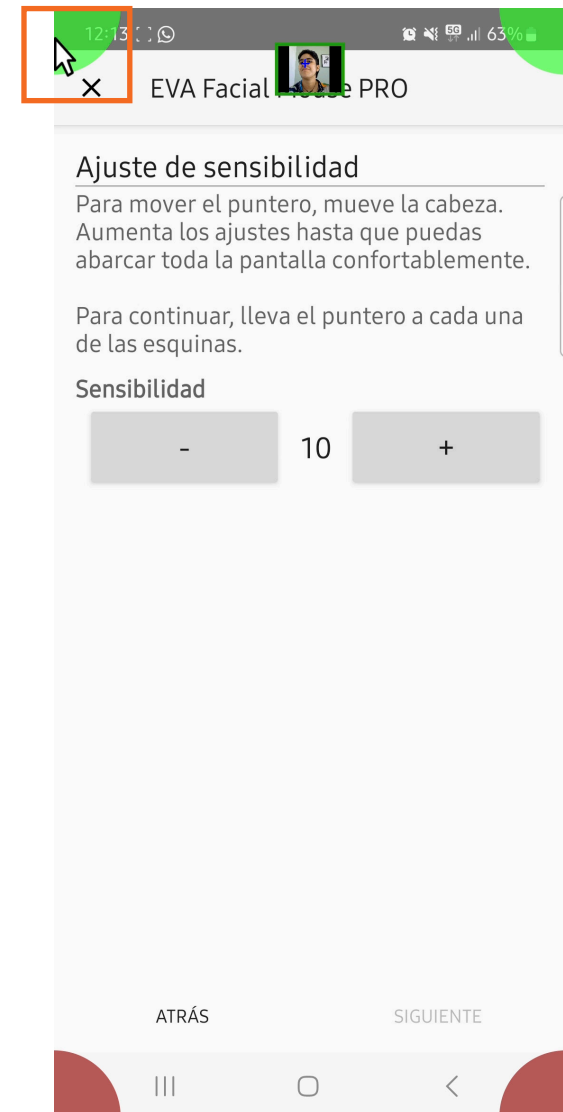 12:13 63%
EVA Facial Mouse PRO
Ajuste de sensibilidad
Para mover el puntero, mueve la cabeza.
Aumenta los ajustes hasta que puedas
abarcar toda la pantalla confortablemente.
Para continuar, lleva el puntero a cada una
de las esquinas.
Sensibilidad
- 10 +
ATRÁS SIGUIENTE